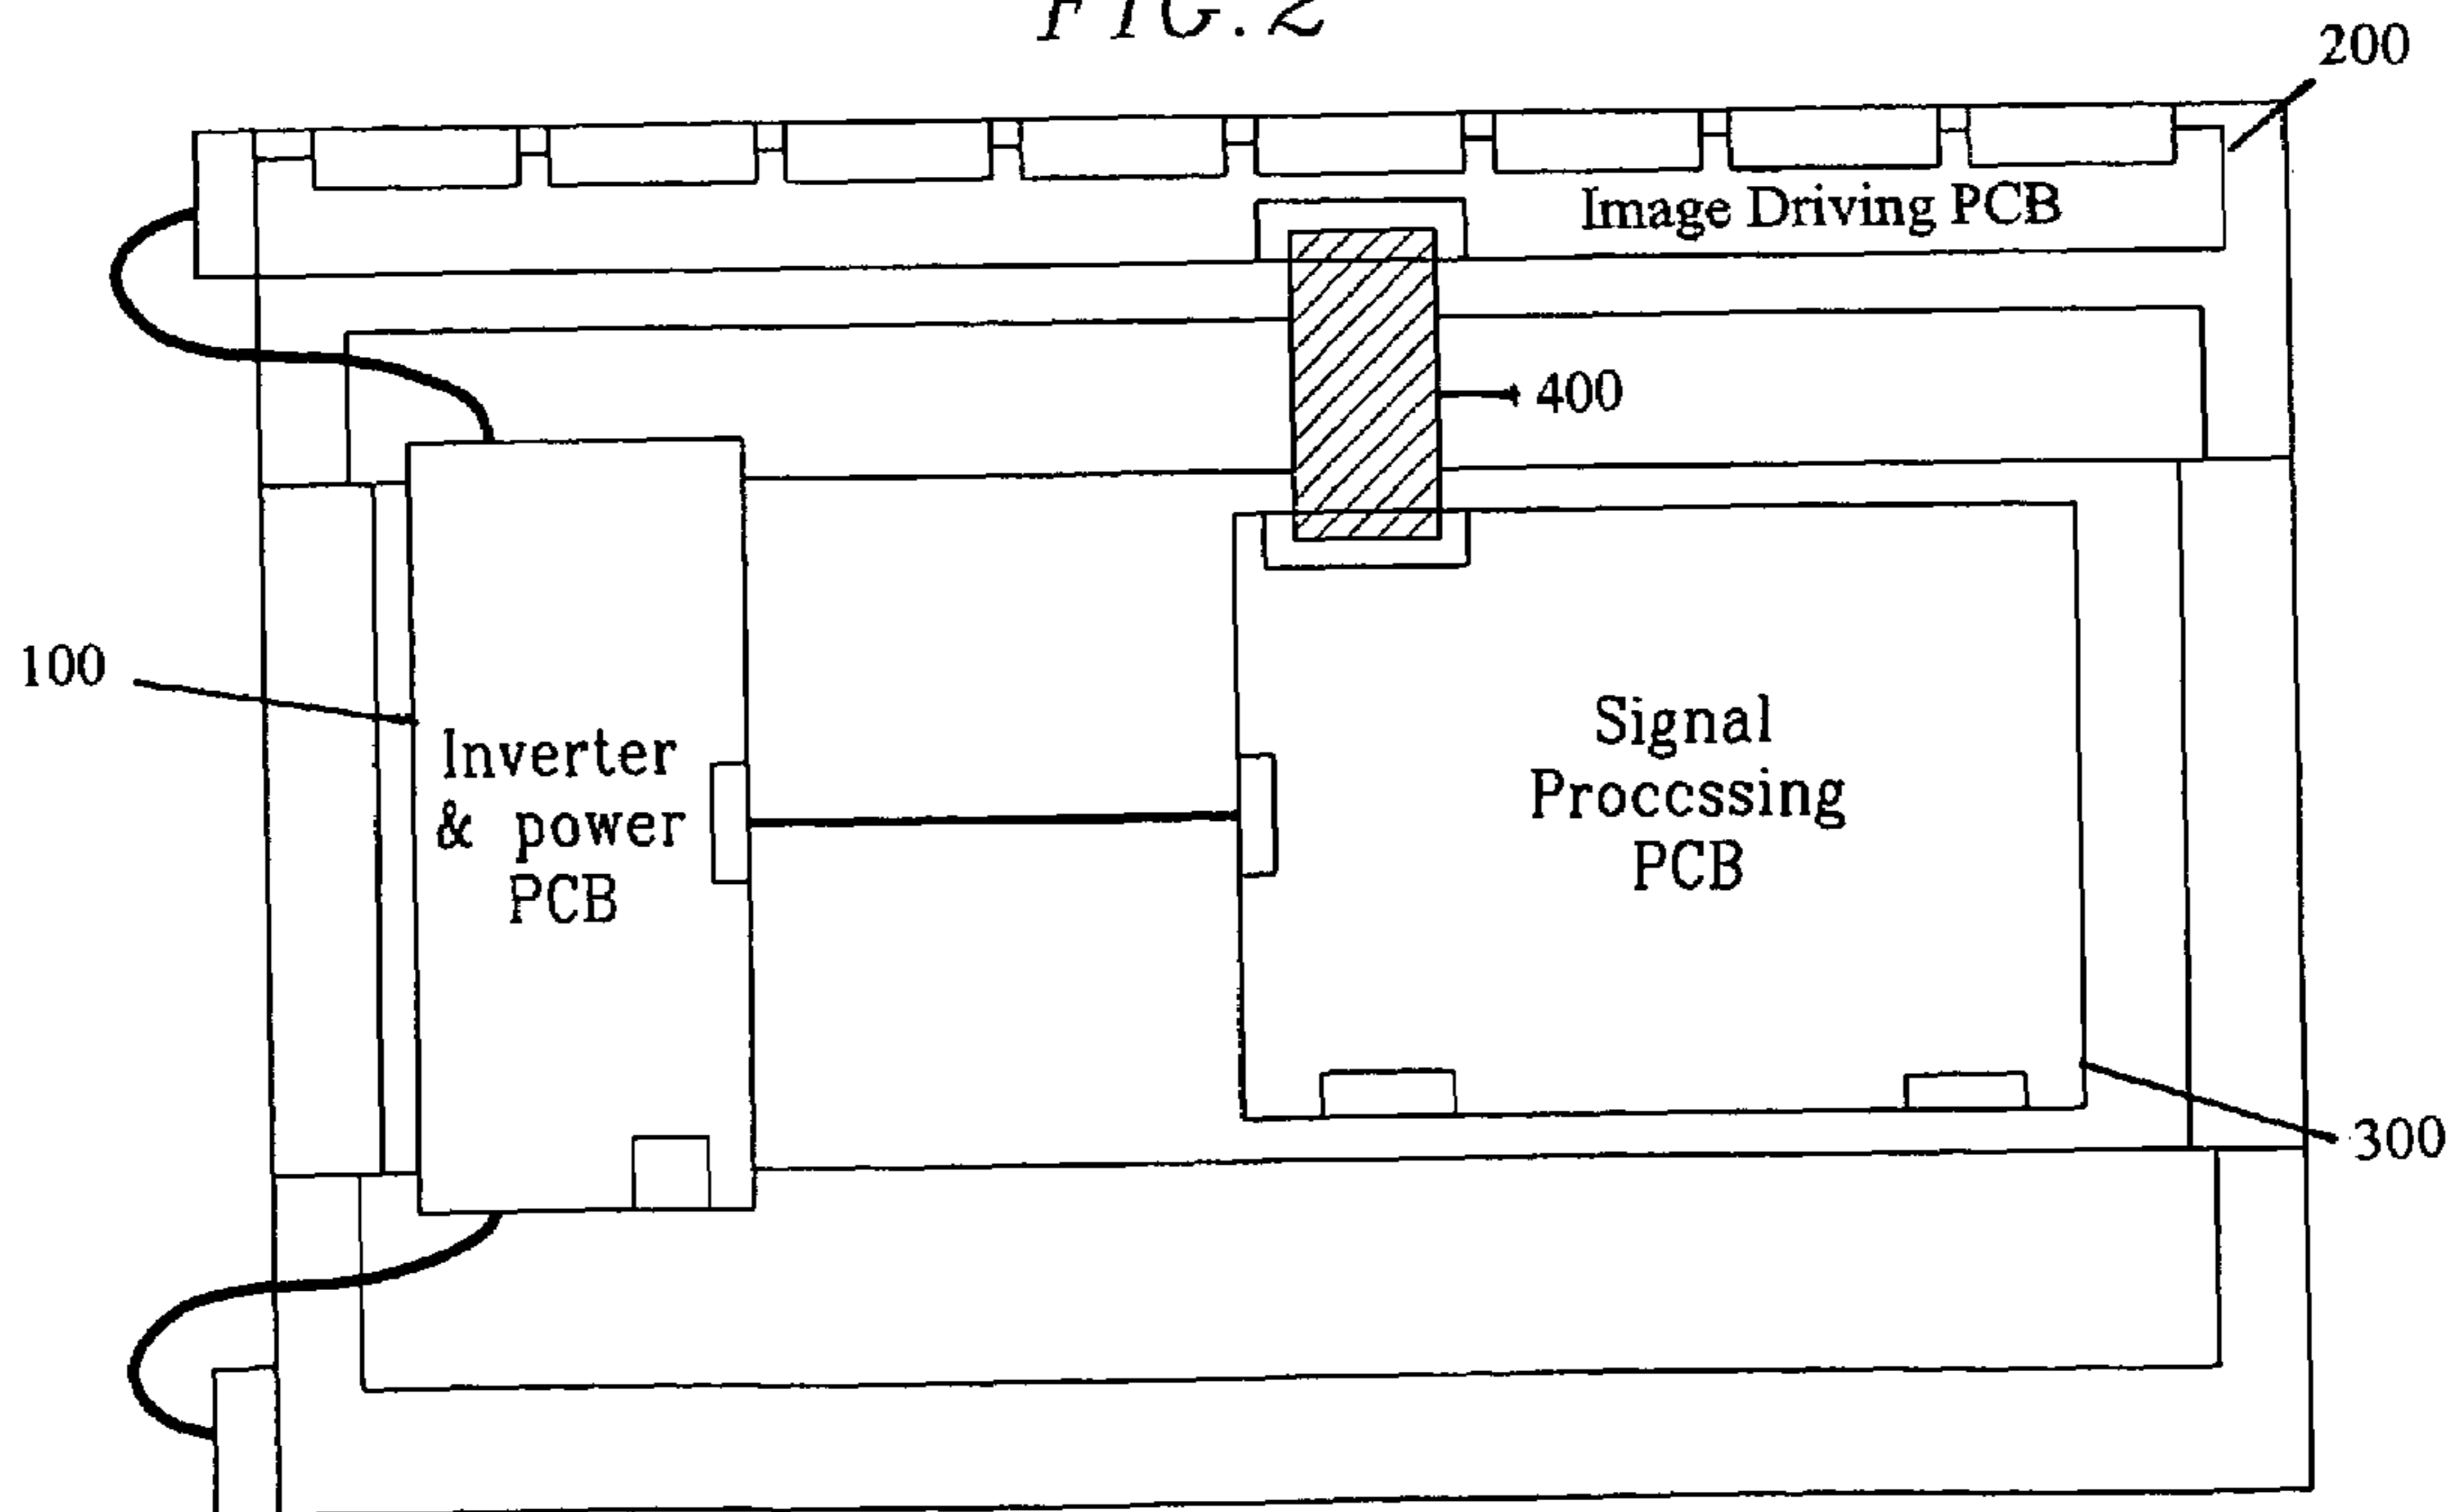 FIG. 2
200
Image Driving PCB
400
100
Inverter
& power
PCB
Signal
Proccssing
PCB
300